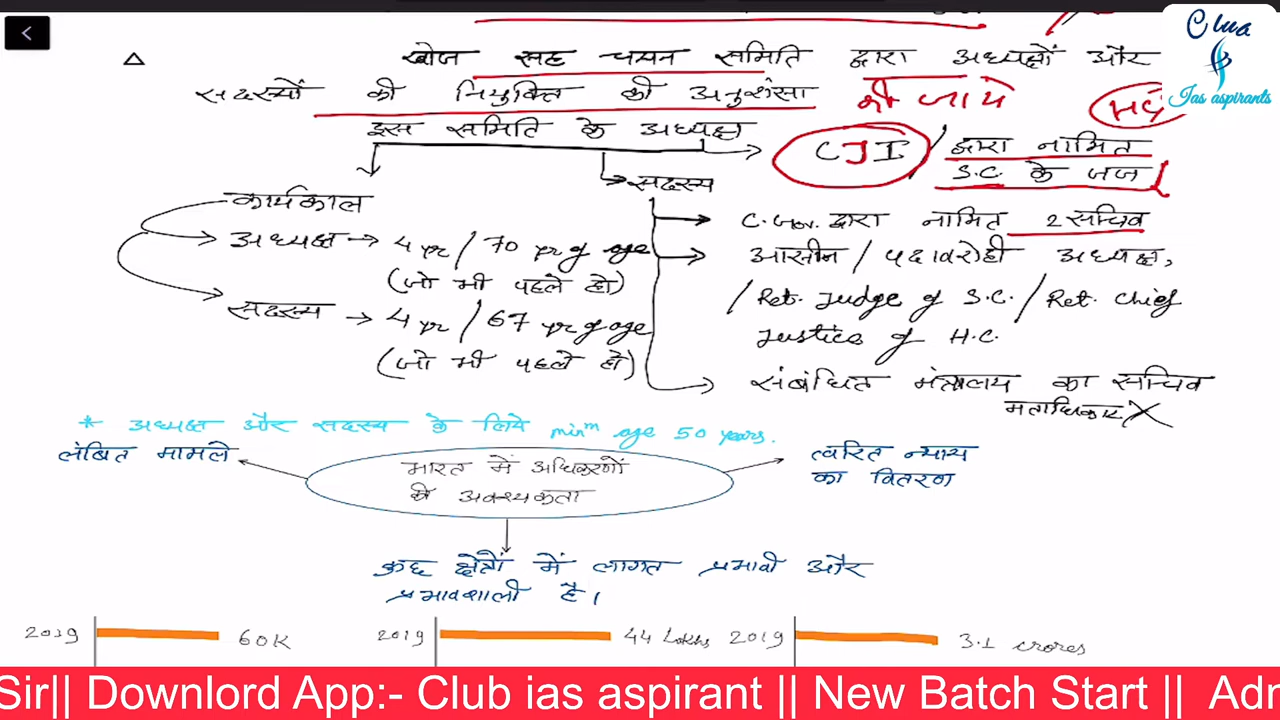 Clua
Ias aspirants
खोज सह चयन समिति द्वारा अध्यक्षों और
सदस्यों की नियुक्ति की अनुशंसा की जाये
इस समिति के अध्यक्ष
CJI / द्वारा नामित
S.C. के जज
सदस्य
कार्यकाल
C. Gov. द्वारा नामित 2 सचिव
अध्यक्ष → 4 yr / 70 yr of age
(जो भी पहले हो)
आसीन / पदावरोही अध्यक्ष,
/ Ret. Judge of S.C. / Ret. Chief
Justice of H.C.
सदस्य → 4 yr / 67 yr of age
(जो भी पहले हो)
संबंधित मंत्रालय का सचिव
मताधिकार X
* अध्यक्ष और सदस्य के लिये minm age 50 years.
लंबित मामले
भारत में अधिकरणों
की अवश्यकता
त्वरित न्याय
का वितरण
कुछ क्षेत्रों में लागत प्रभावी और
प्रभावशाली है।
2019 60K
2019 44 Lakhs
2019 3.1 crores
Sir|| Downlord App:- Club ias aspirant || New Batch Start || Adr